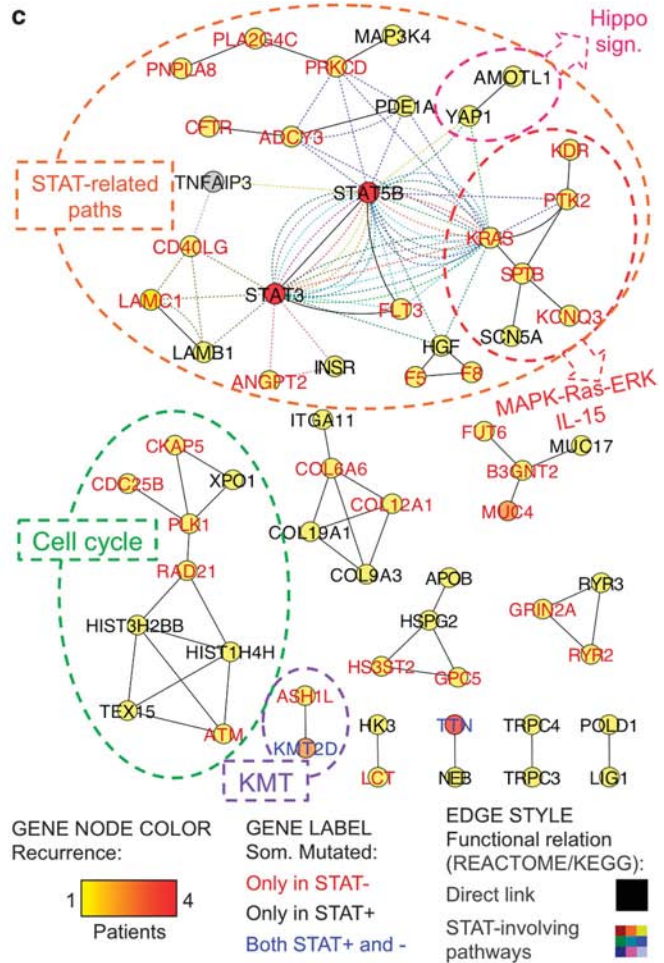 c
Hippo
sign.
PLA2G4C
MAP3K4
PNPLA8
PRKCD
AMOTL1
PDE1A
YAP1
CFTR
ADCY3
KDR
STAT-related
paths
TNFAIP3
STAT5B
PTK2
KRAS
CD40LG
SPTB
STAT3
LAMC1
FLT3
KCNQ3
SCN5A
LAMB1
HGF
INSR
ANGPT2
F5
F8
MAPK-Ras-ERK
IL-15
ITGA11
FUT6
CKAP5
MUC17
XPO1
COL6A6
B3GNT2
CDC25B
COL12A1
PLK1
MUC4
COL19A1
Cell cycle
RAD21
COL9A3
APOB
RYR3
HIST3H2BB
HSPG2
GRIN2A
HIST1H4H
HS3ST2
GPC5
RYR2
ASH1L
TEX15
ATM
HK3
TTN
TRPC4
POLD1
KMT2D
KMT
LCT
NEB
TRPC3
LIG1
GENE NODE COLOR
Recurrence:
1
4
Patients
GENE LABEL
Som. Mutated:
Only in STAT-
Only in STAT+
Both STAT+ and -
EDGE STYLE
Functional relation
(REACTOME/KEGG):
Direct link
STAT-involving
pathways